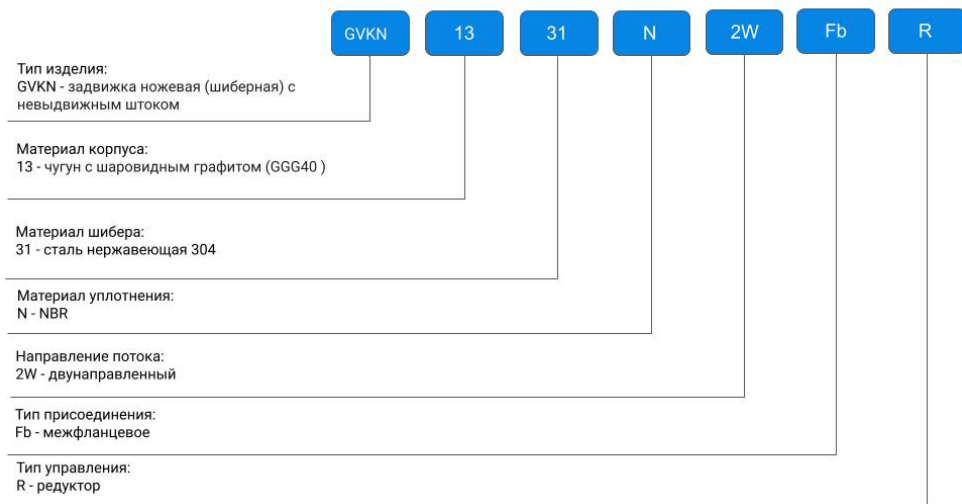 GVKN 13 31 N 2W Fb R
Тип изделия:
GVKN - задвижка ножевая (шиберная) с
невыдвижным штоком
Материал корпуса:
13 - чугун с шаровидным графитом (GGG40 )
Материал шибера:
31 - сталь нержавеющая 304
Материал уплотнения:
N - NBR
Направление потока:
2W - двунаправленный
Тип присоединения:
Fb - межфланцевое
Тип управления:
R - редуктор